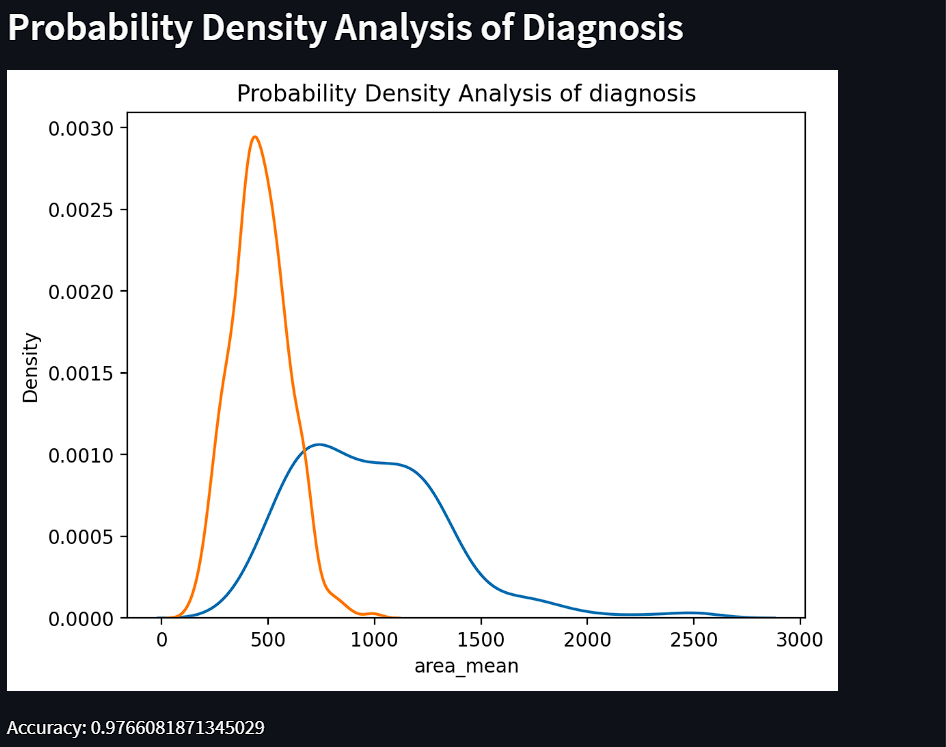 Probability Density Analysis of Diagnosis
Probability Density Analysis of diagnosis
0.0030
0.0025
0.0020
0.0015
0.0010
0.0005
0.0000
Density
0 500 1000 1500 2000 2500 3000
area_mean
Accuracy: 0.9766081871345029